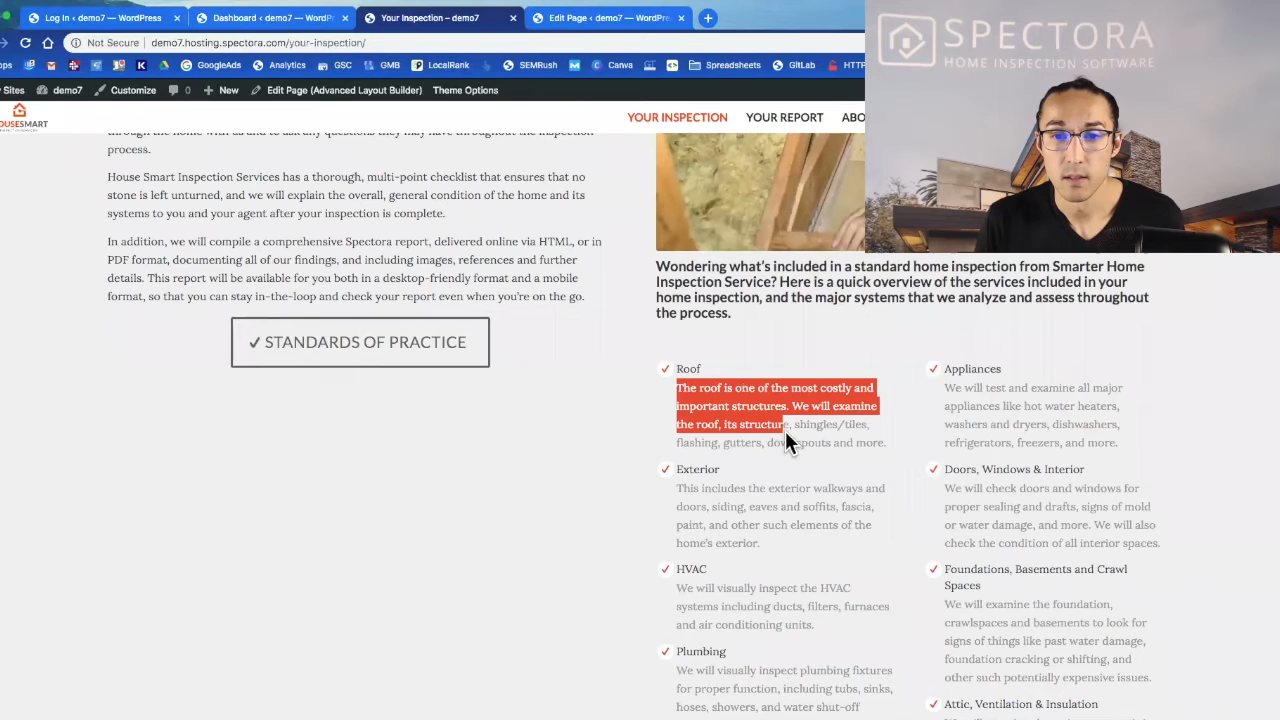 Log In ‹ demo7 — WordPress
Dashboard ‹ demo7 — WordPr
Your Inspection – demo7
Edit Page ‹ demo7 — WordPre
Not Secure | demo7.hosting.spectora.com/your-inspection/
GoogleAds
Analytics
GSC
GMB
LocalRank
SEMRush
Canva
Spreadsheets
GitLab
HTTP
Sites
demo7
Customize
0
New
Edit Page (Advanced Layout Builder)
Theme Options
SPECTORA
HOME INSPECTION SOFTWARE
OUSESMART
YOUR INSPECTION
YOUR REPORT
ABO
through the home with us and to ask any questions they may have throughout the inspection
process.
House Smart Inspection Services has a thorough, multi-point checklist that ensures that no
stone is left unturned, and we will explain the overall, general condition of the home and its
systems to you and your agent after your inspection is complete.
In addition, we will compile a comprehensive Spectora report, delivered online via HTML, or in
PDF format, documenting all of our findings, and including images, references and further
details. This report will be available for you both in a desktop-friendly format and a mobile
format, so that you can stay in-the-loop and check your report even when you're on the go.
✓ STANDARDS OF PRACTICE
Wondering what's included in a standard home inspection from Smarter Home
Inspection Service? Here is a quick overview of the services included in your
home inspection, and the major systems that we analyze and assess throughout
the process.
Roof
The roof is one of the most costly and
important structures. We will examine
the roof, its structure, shingles/tiles,
flashing, gutters, downspouts and more.
Exterior
This includes the exterior walkways and
doors, siding, eaves and soffits, fascia,
paint, and other such elements of the
home's exterior.
HVAC
We will visually inspect the HVAC
systems including ducts, filters, furnaces
and air conditioning units.
Plumbing
We will visually inspect plumbing fixtures
for proper function, including tubs, sinks,
hoses, showers, and water shut-off
Appliances
We will test and examine all major
appliances like hot water heaters,
washers and dryers, dishwashers,
refrigerators, freezers, and more.
Doors, Windows & Interior
We will check doors and windows for
proper sealing and drafts, signs of mold
or water damage, and more. We will also
check the condition of all interior spaces.
Foundations, Basements and Crawl
Spaces
We will examine the foundation,
crawlspaces and basements to look for
signs of things like past water damage,
foundation cracking or shifting, and
other such potentially expensive issues.
Attic, Ventilation & Insulation